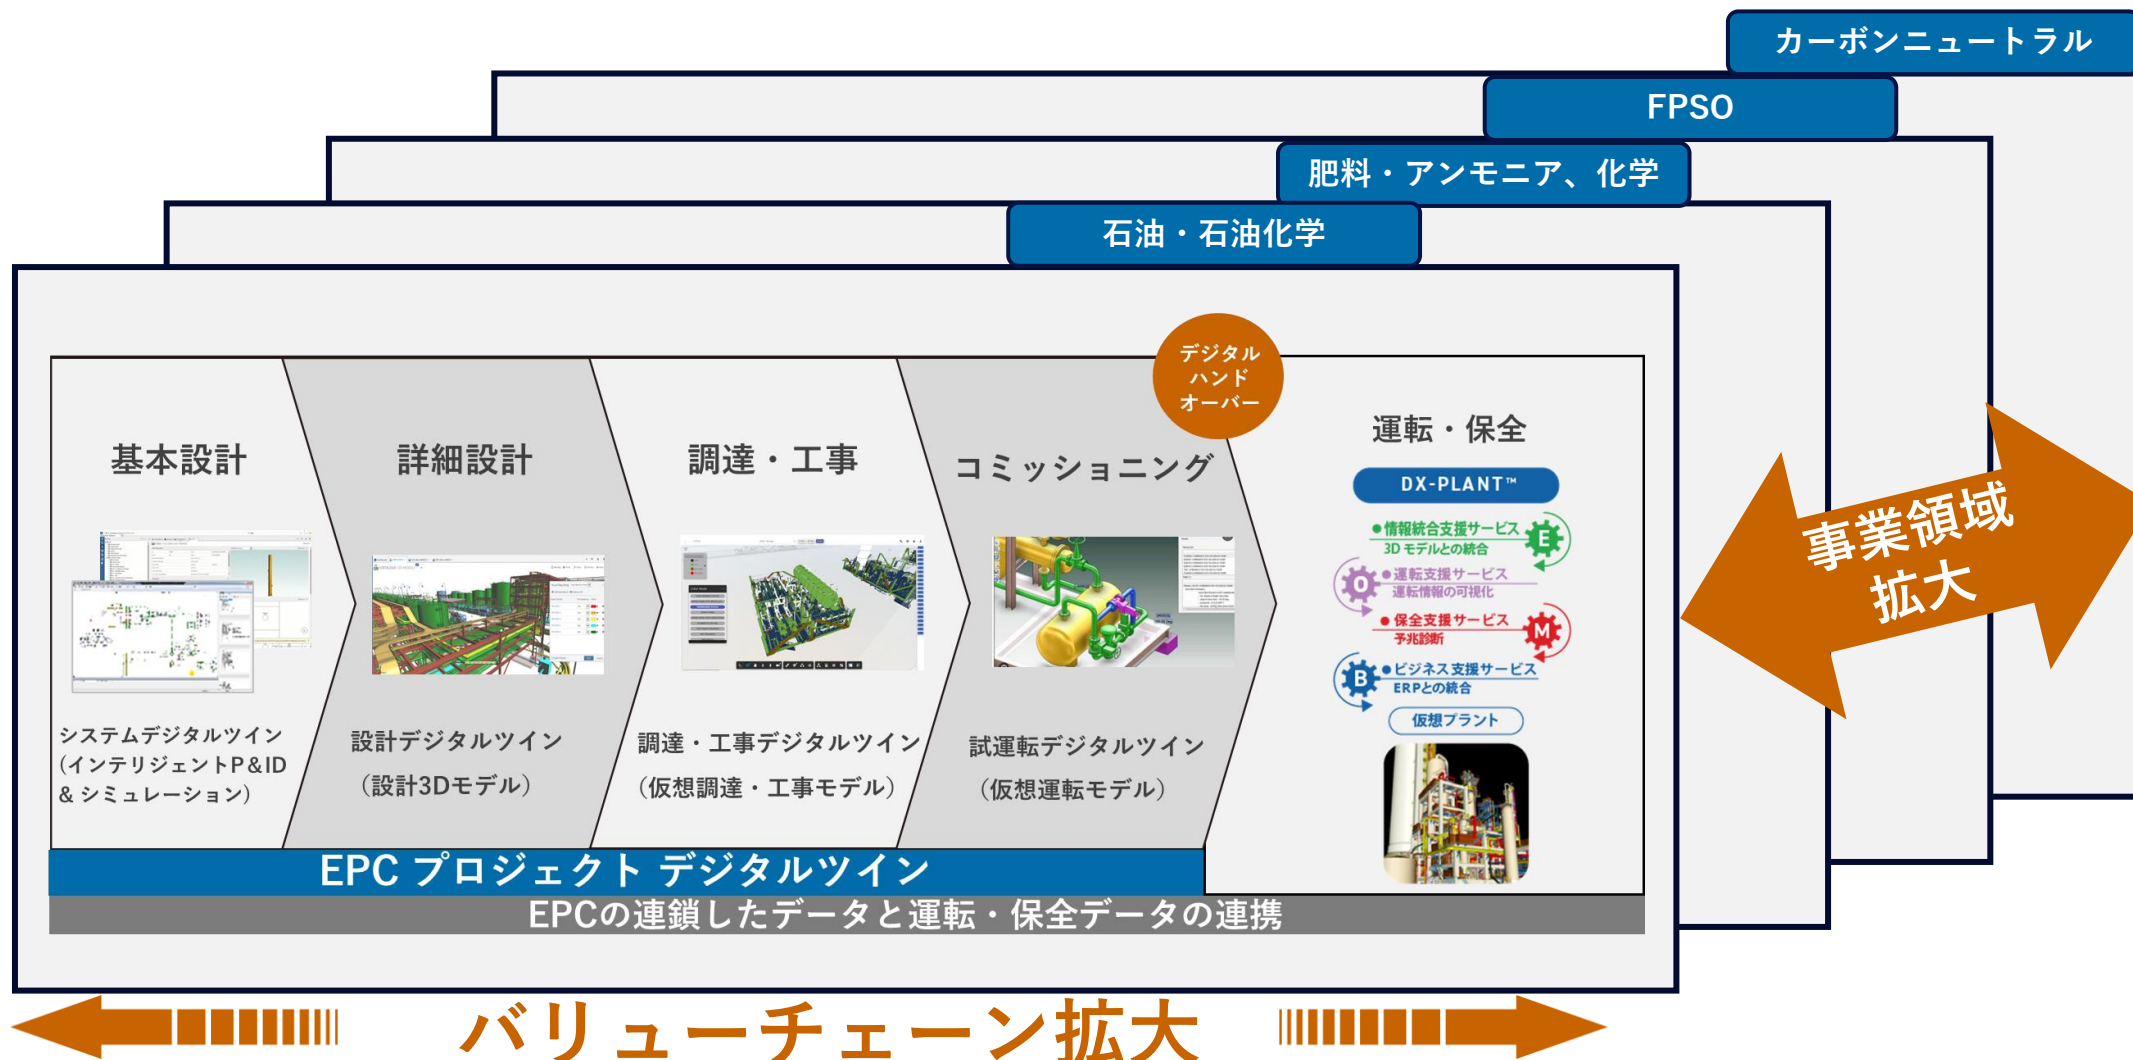 カーボンニュートラル
FPSO
肥料・アンモニア、化学
石油・石油化学
デジタル
ハンド
オーバー
基本設計
詳細設計
調達・工事
コミッショニング
運転・保全
DX-PLANT™
●情報統合支援サービス
3D モデルとの統合
E
O
●運転支援サービス
運転情報の可視化
●保全支援サービス
予兆診断
M
B
●ビジネス支援サービス
ERPとの統合
仮想プラント
システムデジタルツイン
(インテリジェントP&ID
& シミュレーション)
設計デジタルツイン
(設計3Dモデル)
調達・工事デジタルツイン
(仮想調達・工事モデル)
試運転デジタルツイン
(仮想運転モデル)
EPC プロジェクト デジタルツイン
EPCの連鎖したデータと運転・保全データの連携
事業領域
拡大
バリューチェーン拡大